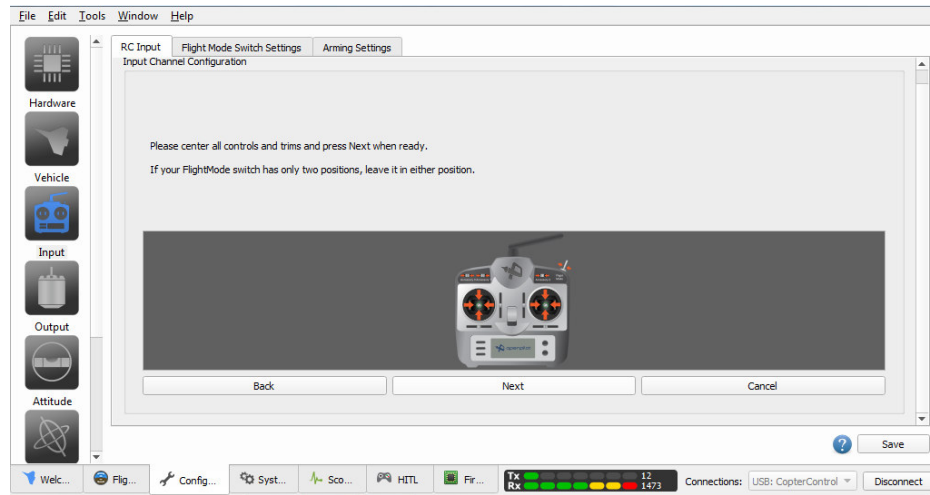 File Edit Tools Window Help
RC Input Flight Mode Switch Settings Arming Settings
Input Channel Configuration
Hardware
Please center all controls and trims and press Next when ready.
If your FlightMode switch has only two positions, leave it in either position.
Vehicle
Input
Output
Back Next Cancel
Attitude
? Save
Welc... Flig... Config... Syst... Sco... HITL Fir... Tx 12 Connections: USB: CopterControl Disconnect
Rx 1473